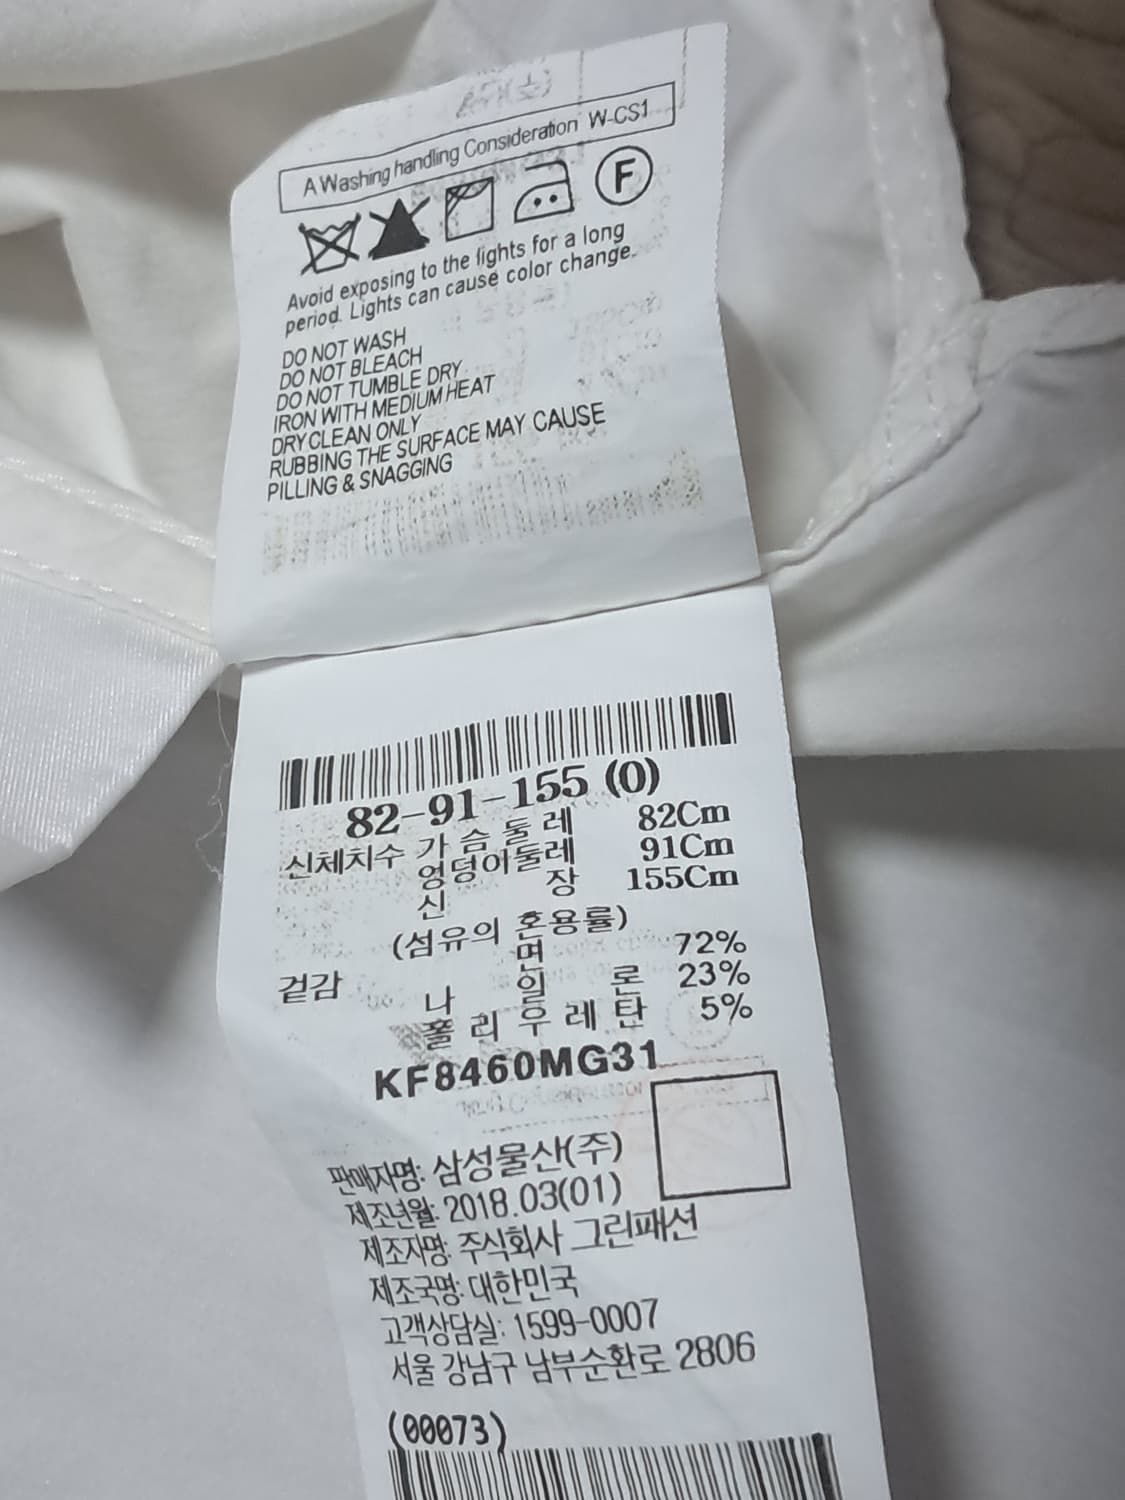 A Washing handling Consideration W-CS1
F
Avoid exposing to the lights for a long
period. Lights can cause color change.
DO NOT WASH
DO NOT BLEACH
DO NOT TUMBLE DRY
IRON WITH MEDIUM HEAT
DRY CLEAN ONLY
RUBBING THE SURFACE MAY CAUSE
PILLING & SNAGGING
82-91-155 (0)
신체치수 가슴둘레 82Cm
엉덩이둘레 91Cm
신장 155Cm
(섬유의 혼용률)
겉감 면 72%
나일론 23%
폴리우레탄 5%
KF8460MG31
판매자명: 삼성물산(주)
제조년월: 2018.03(01)
제조자명: 주식회사 그린패션
제조국명: 대한민국
고객상담실: 1599-0007
서울 강남구 남부순환로 2806
(00073)